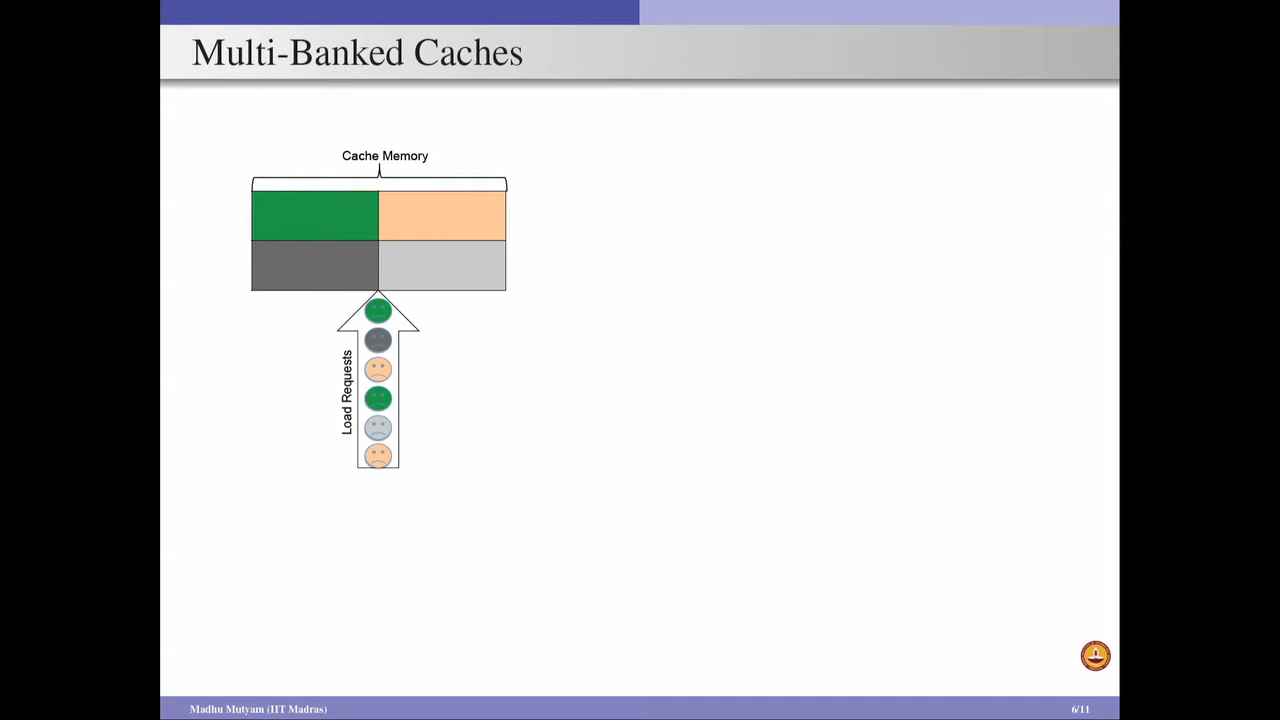 Multi-Banked Caches
Cache Memory
Load Requests
Madhu Mutyam (IIT Madras)
6/11